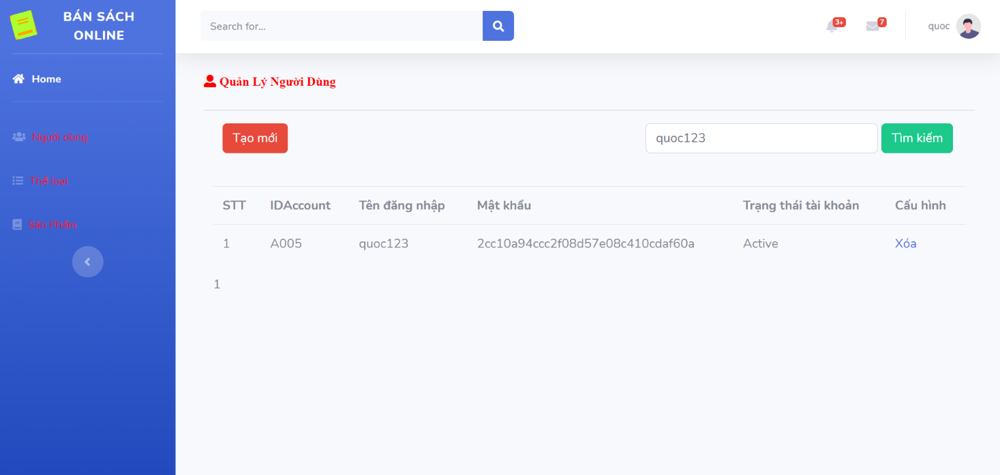 BÁN SÁCH
ONLINE
Search for...
3+
7
quoc
Home
Quản Lý Người Dùng
Người dùng
Thể loại
Sản Phẩm
Tạo mới
quoc123
Tìm kiếm
STT IDAccount Tên đăng nhập Mật khẩu Trạng thái tài khoản Cấu hình
1 A005 quoc123 2cc10a94ccc2f08d57e08c410cdaf60a Active Xóa
1